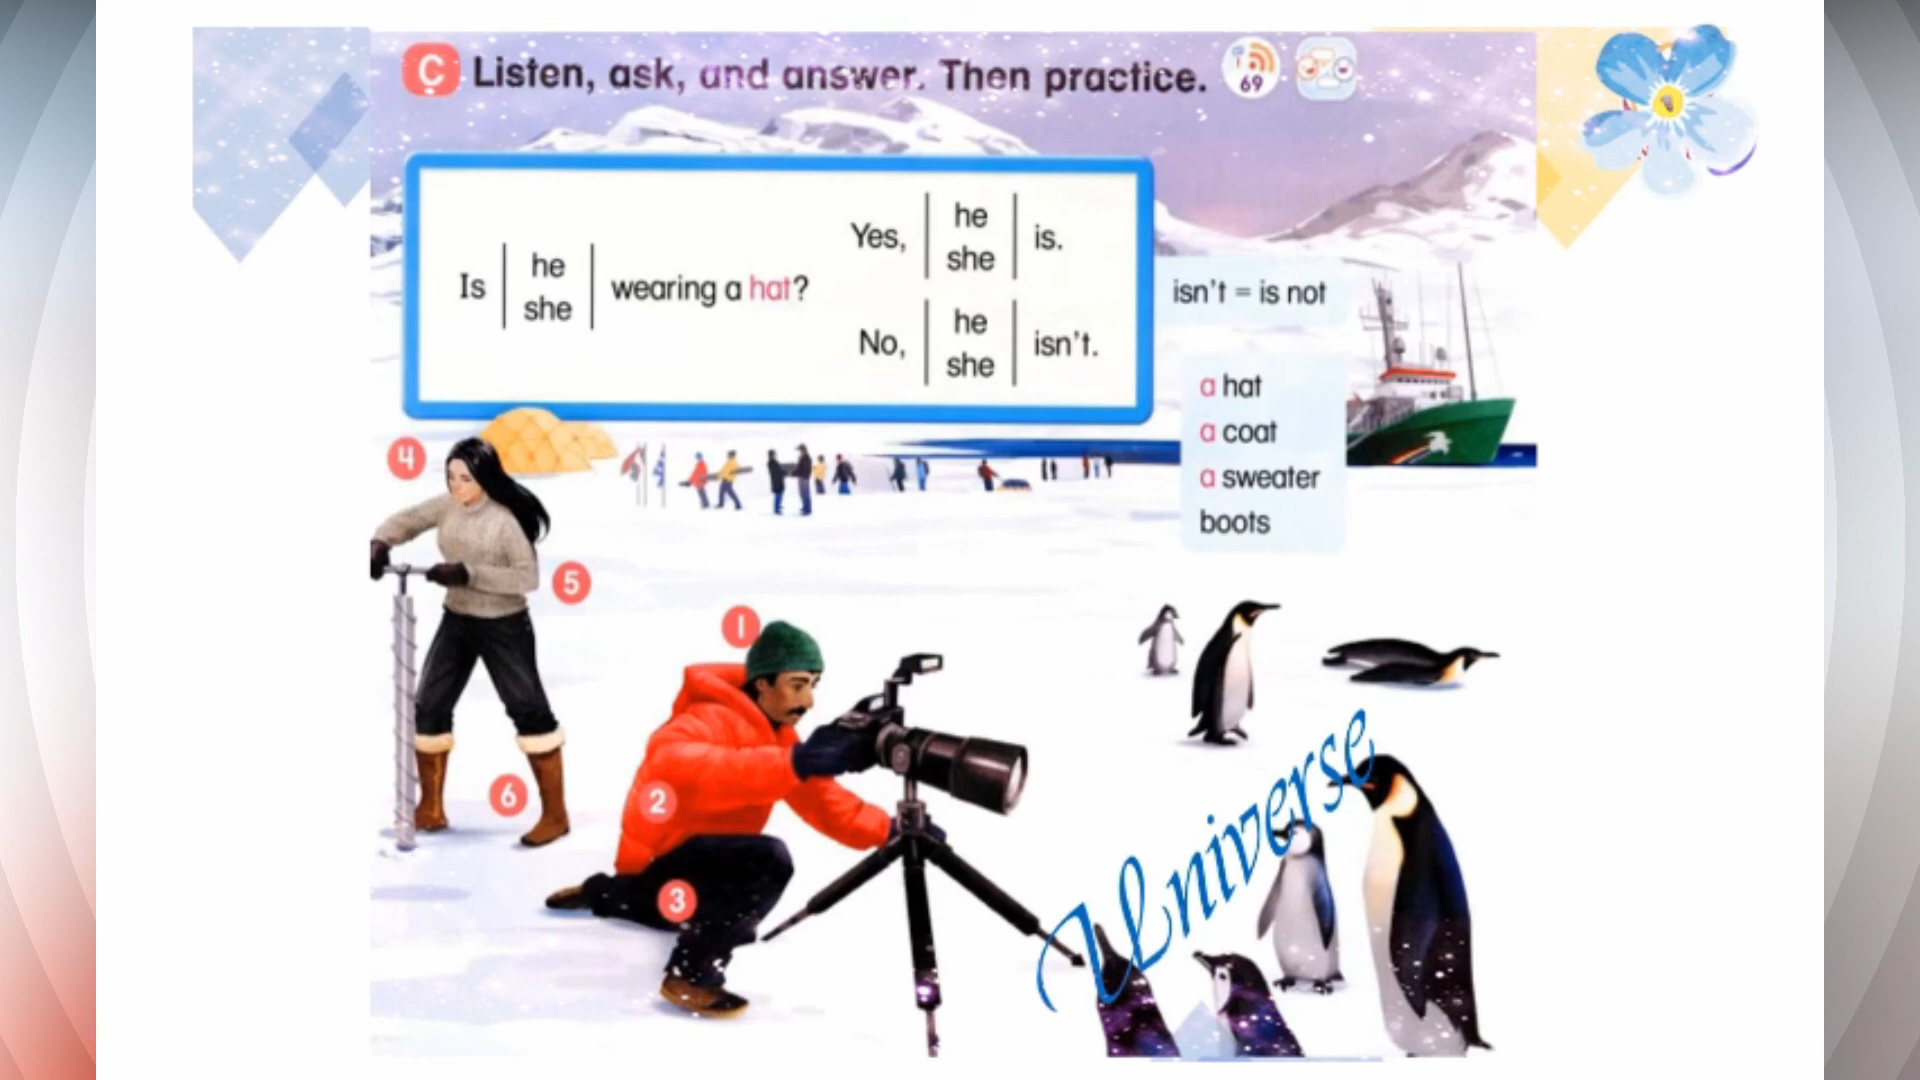 C Listen, ask, and answer. Then practice. 69
Is he she wearing a hat?
Yes, he she is.
No, he she isn't.
isn't = is not
a hat
a coat
a sweater
boots
4
5
1
6
2
3
Universe